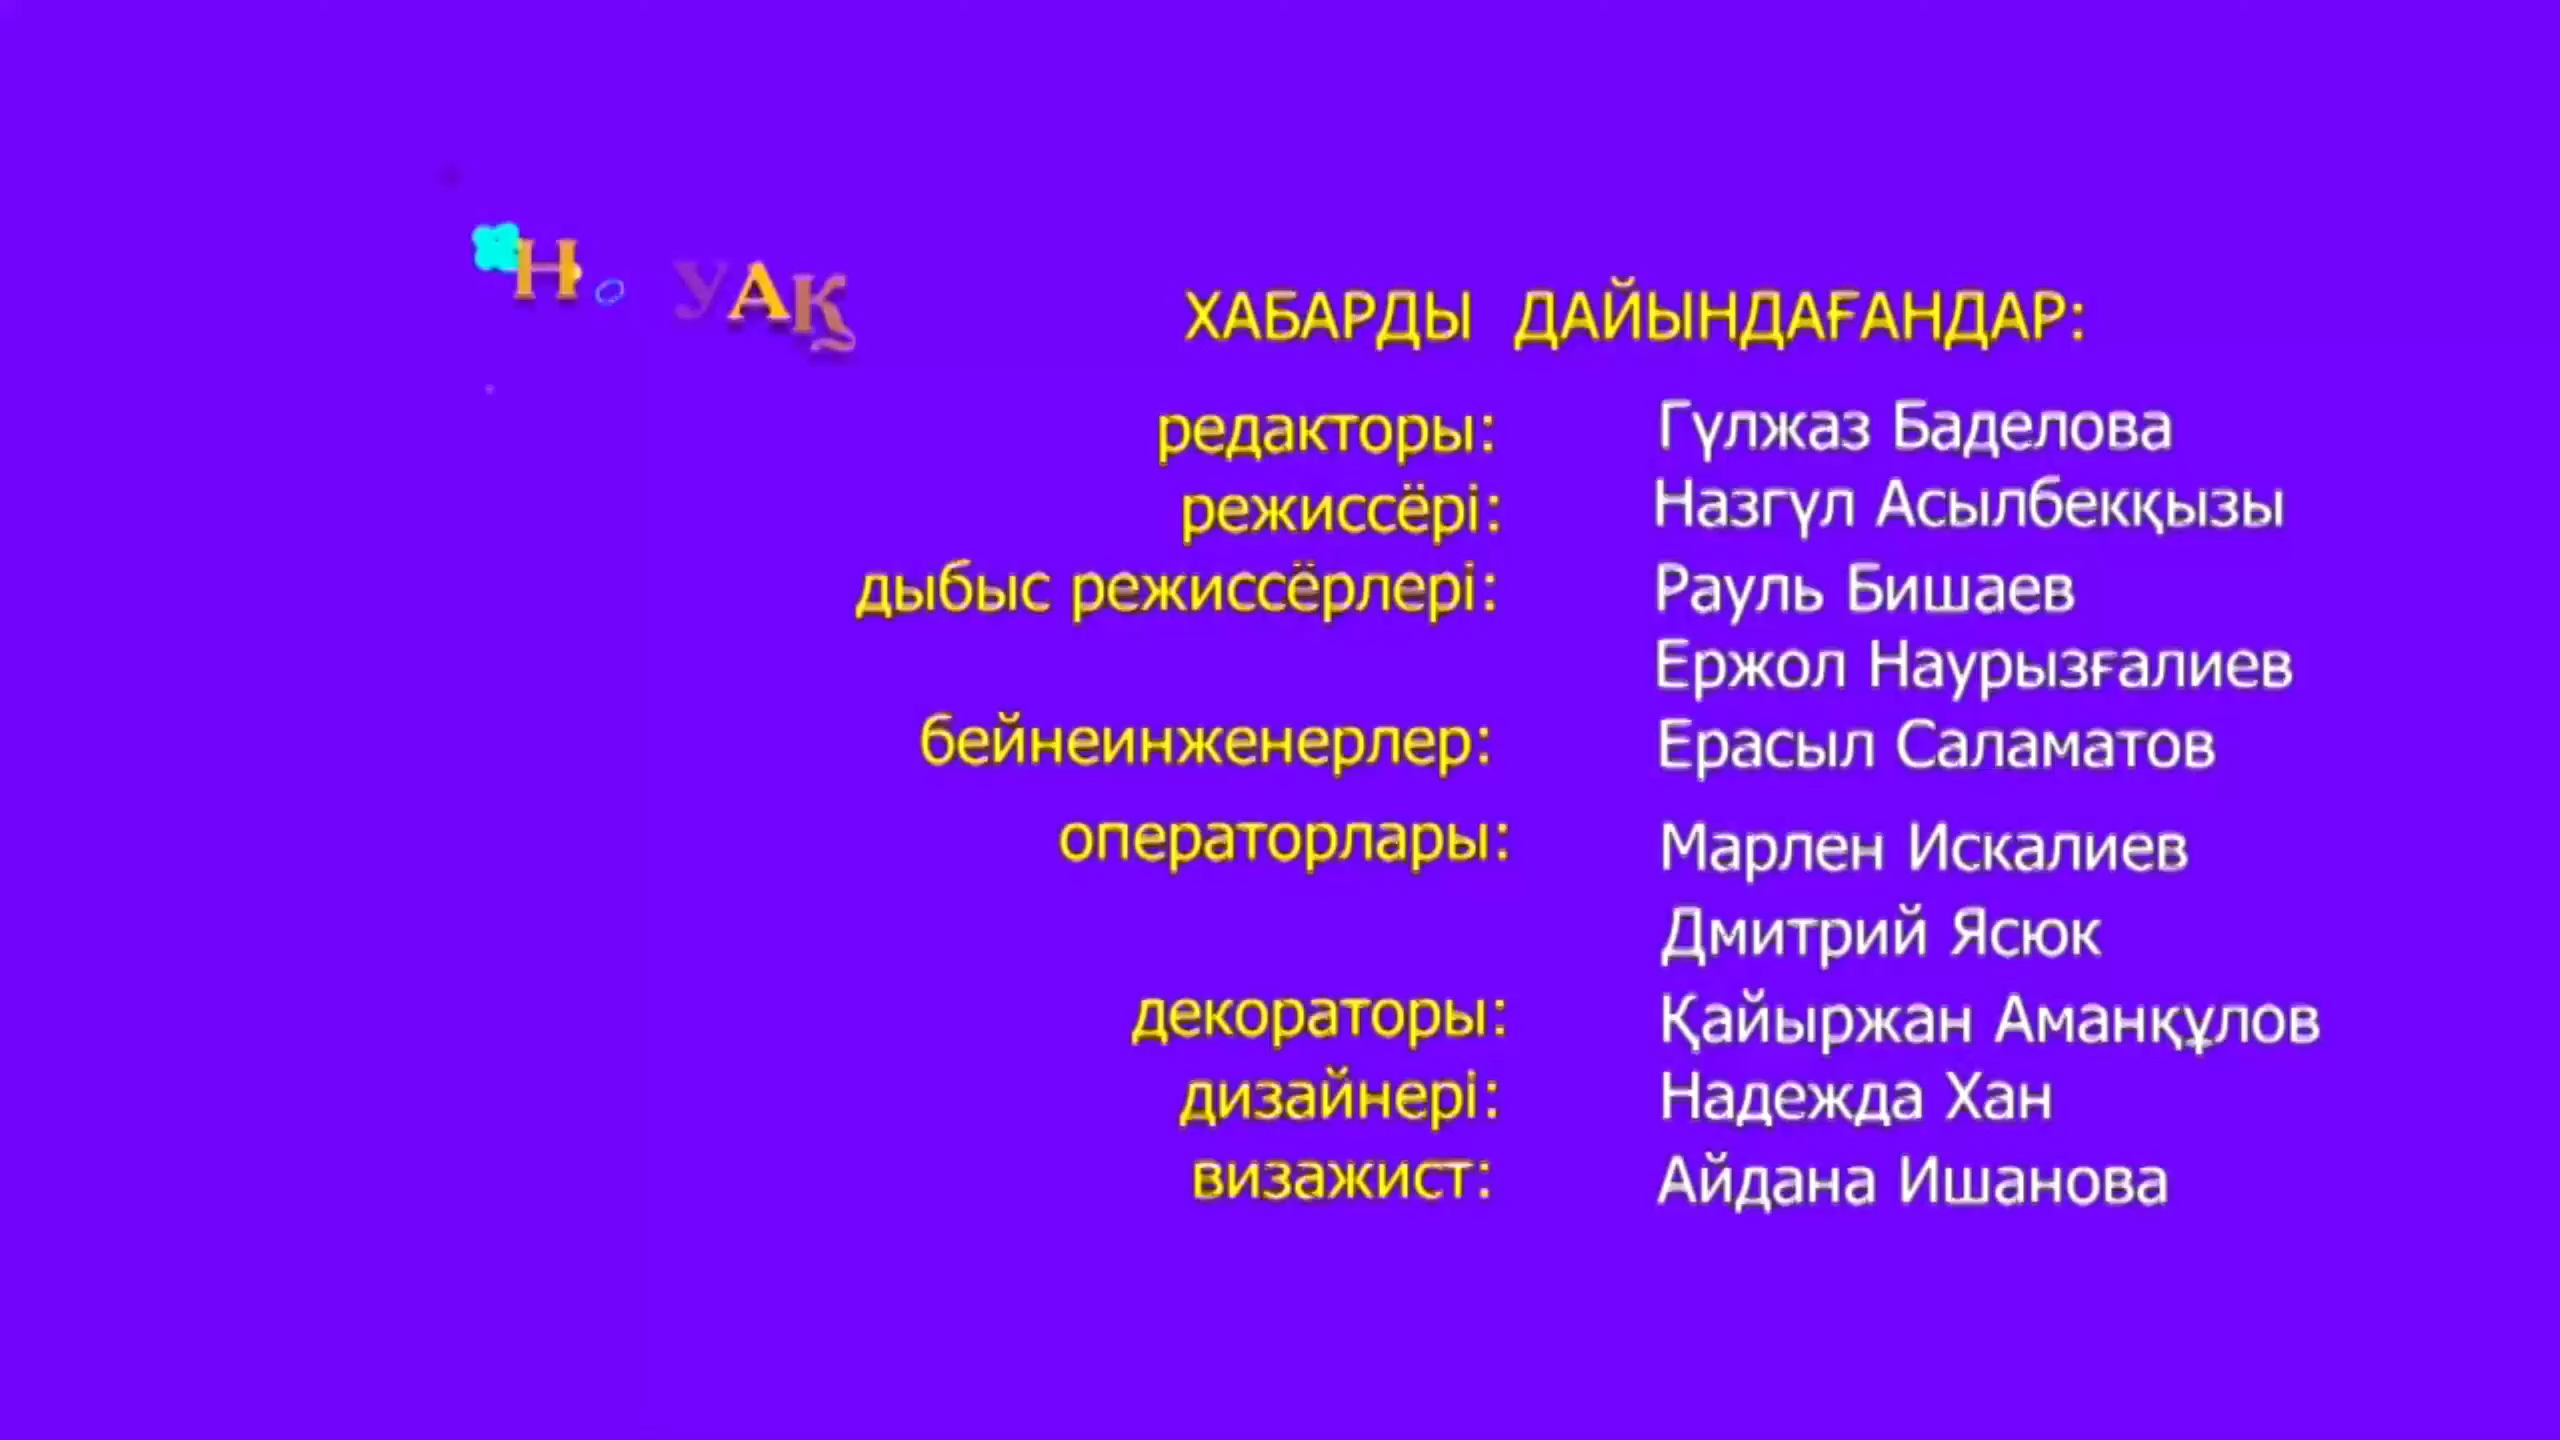 ХАБАРДЫ ДАЙЫНДАҒАНДАР:
редакторы: Гүлжаз Баделова
режиссёрі: Назгүл Асылбекқызы
дыбыс режиссёрлері: Рауль Бишаев
Ержол Наурызғалиев
бейнеинженерлер: Ерасыл Саламатов
операторлары: Марлен Искалиев
Дмитрий Ясюк
декораторы: Қайыржан Аманқұлов
дизайнері: Надежда Хан
визажист: Айдана Ишанова